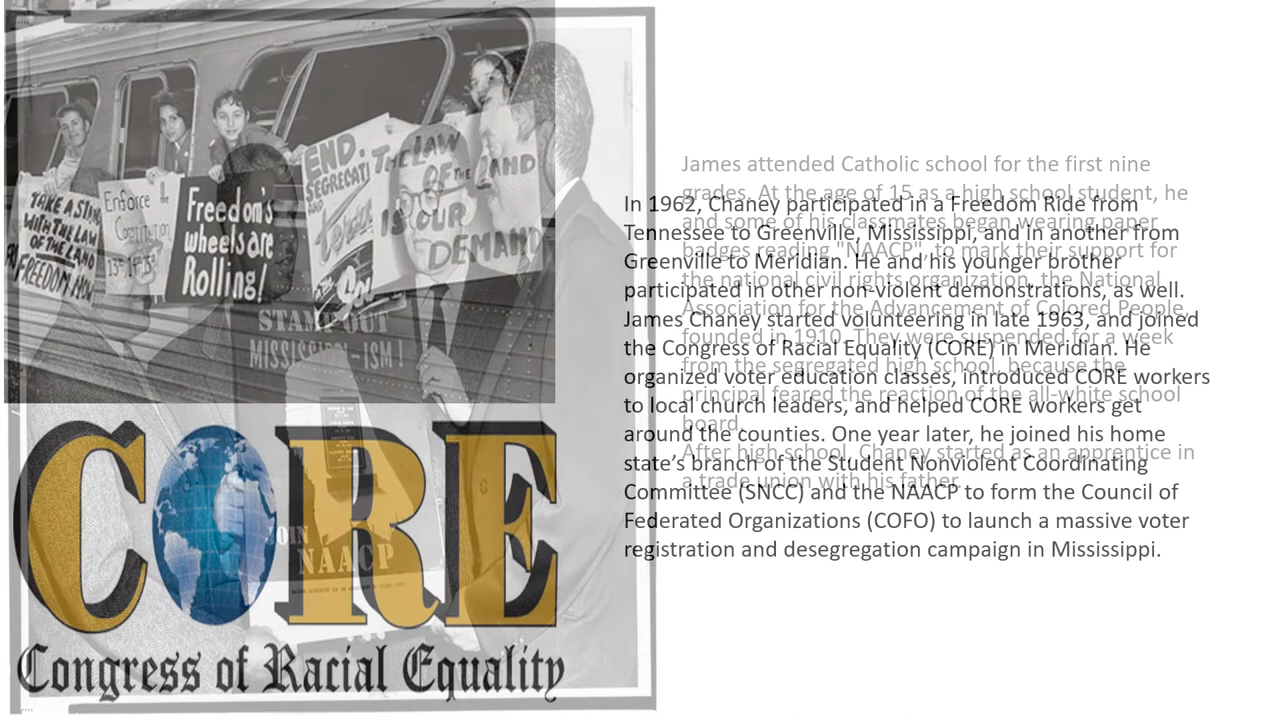 TAKE A STAND
WITH THE LAW
OF THE LAND
FREEDOM NOW
Enforce the
Constitution
13th 14th 15th
Freedom's
wheels are
Rolling!
END
SEGREGATI
THE LAW
OF THE LAND
IS OUR
DEMAND
STAMP OUT
MISSISSIPPI-ISM!
JOIN
NAACP
CORE
Congress of Racial Equality
James attended Catholic school for the first nine
grades. At the age of 15 as a high school student, he
and some of his classmates began wearing paper
badges reading "NAACP", to mark their support for
the national civil rights organization, the National
Association for the Advancement of Colored People,
founded in 1910. They were suspended for a week
from the segregated high school, because the
principal feared the reaction of the all-white school
board.
After high school, Chaney started as an apprentice in
a trade union with his father.
In 1962, Chaney participated in a Freedom Ride from
Tennessee to Greenville, Mississippi, and in another from
Greenville to Meridian. He and his younger brother
participated in other non-violent demonstrations, as well.
James Chaney started volunteering in late 1963, and joined
the Congress of Racial Equality (CORE) in Meridian. He
organized voter education classes, introduced CORE workers
to local church leaders, and helped CORE workers get
around the counties. One year later, he joined his home
state's branch of the Student Nonviolent Coordinating
Committee (SNCC) and the NAACP to form the Council of
Federated Organizations (COFO) to launch a massive voter
registration and desegregation campaign in Mississippi.